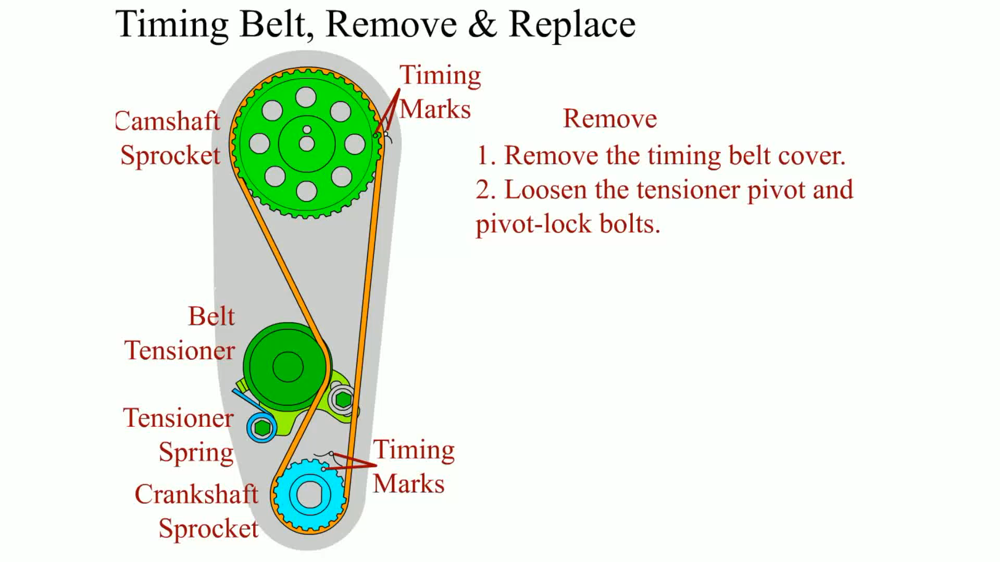 Timing Belt, Remove & Replace
Timing
Marks
Camshaft
Sprocket
Remove
1. Remove the timing belt cover.
2. Loosen the tensioner pivot and
pivot-lock bolts.
Belt
Tensioner
Tensioner
Spring
Timing
Marks
Crankshaft
Sprocket